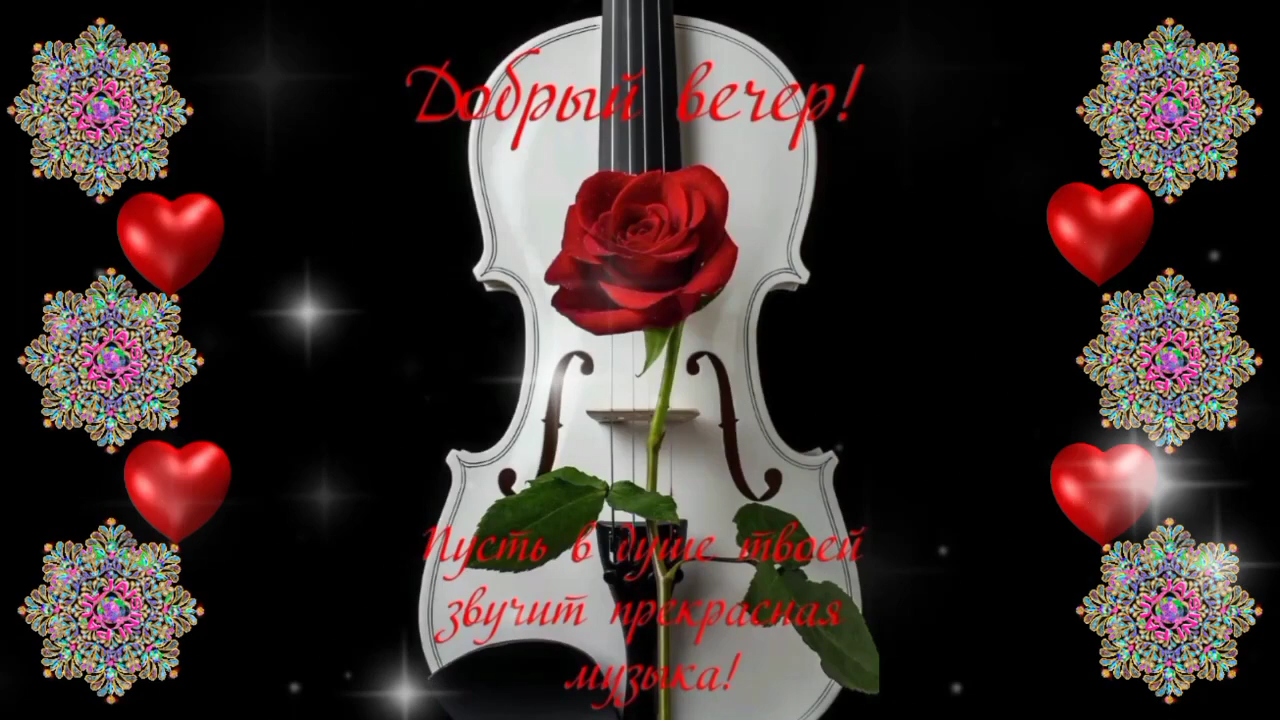 Добрый вечер!
Пусть в душе твоей
звучит прекрасная
музыка!